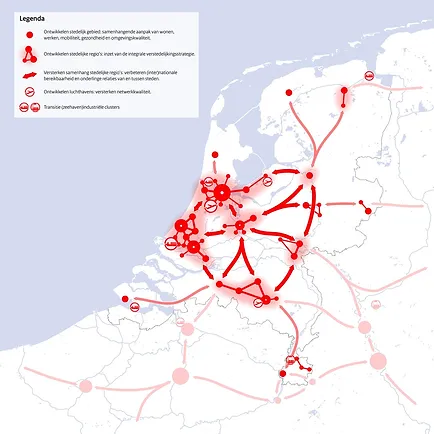 Legenda
Ontwikkelen stedelijk gebied: samenhangende aanpak van wonen,
werken, mobiliteit, gezondheid en omgevingskwaliteit.
Ontwikkelen stedelijke regio's: inzet van de integrale verstedelijkingsstrategie.
Versterken samenhang stedelijke regio's: verbeteren (inter)nationale
bereikbaarheid en onderlinge relaties van en tussen steden.
Ontwikkelen luchthavens: versterken netwerkkwaliteit.
Transitie (zeehaven)industriële clusters